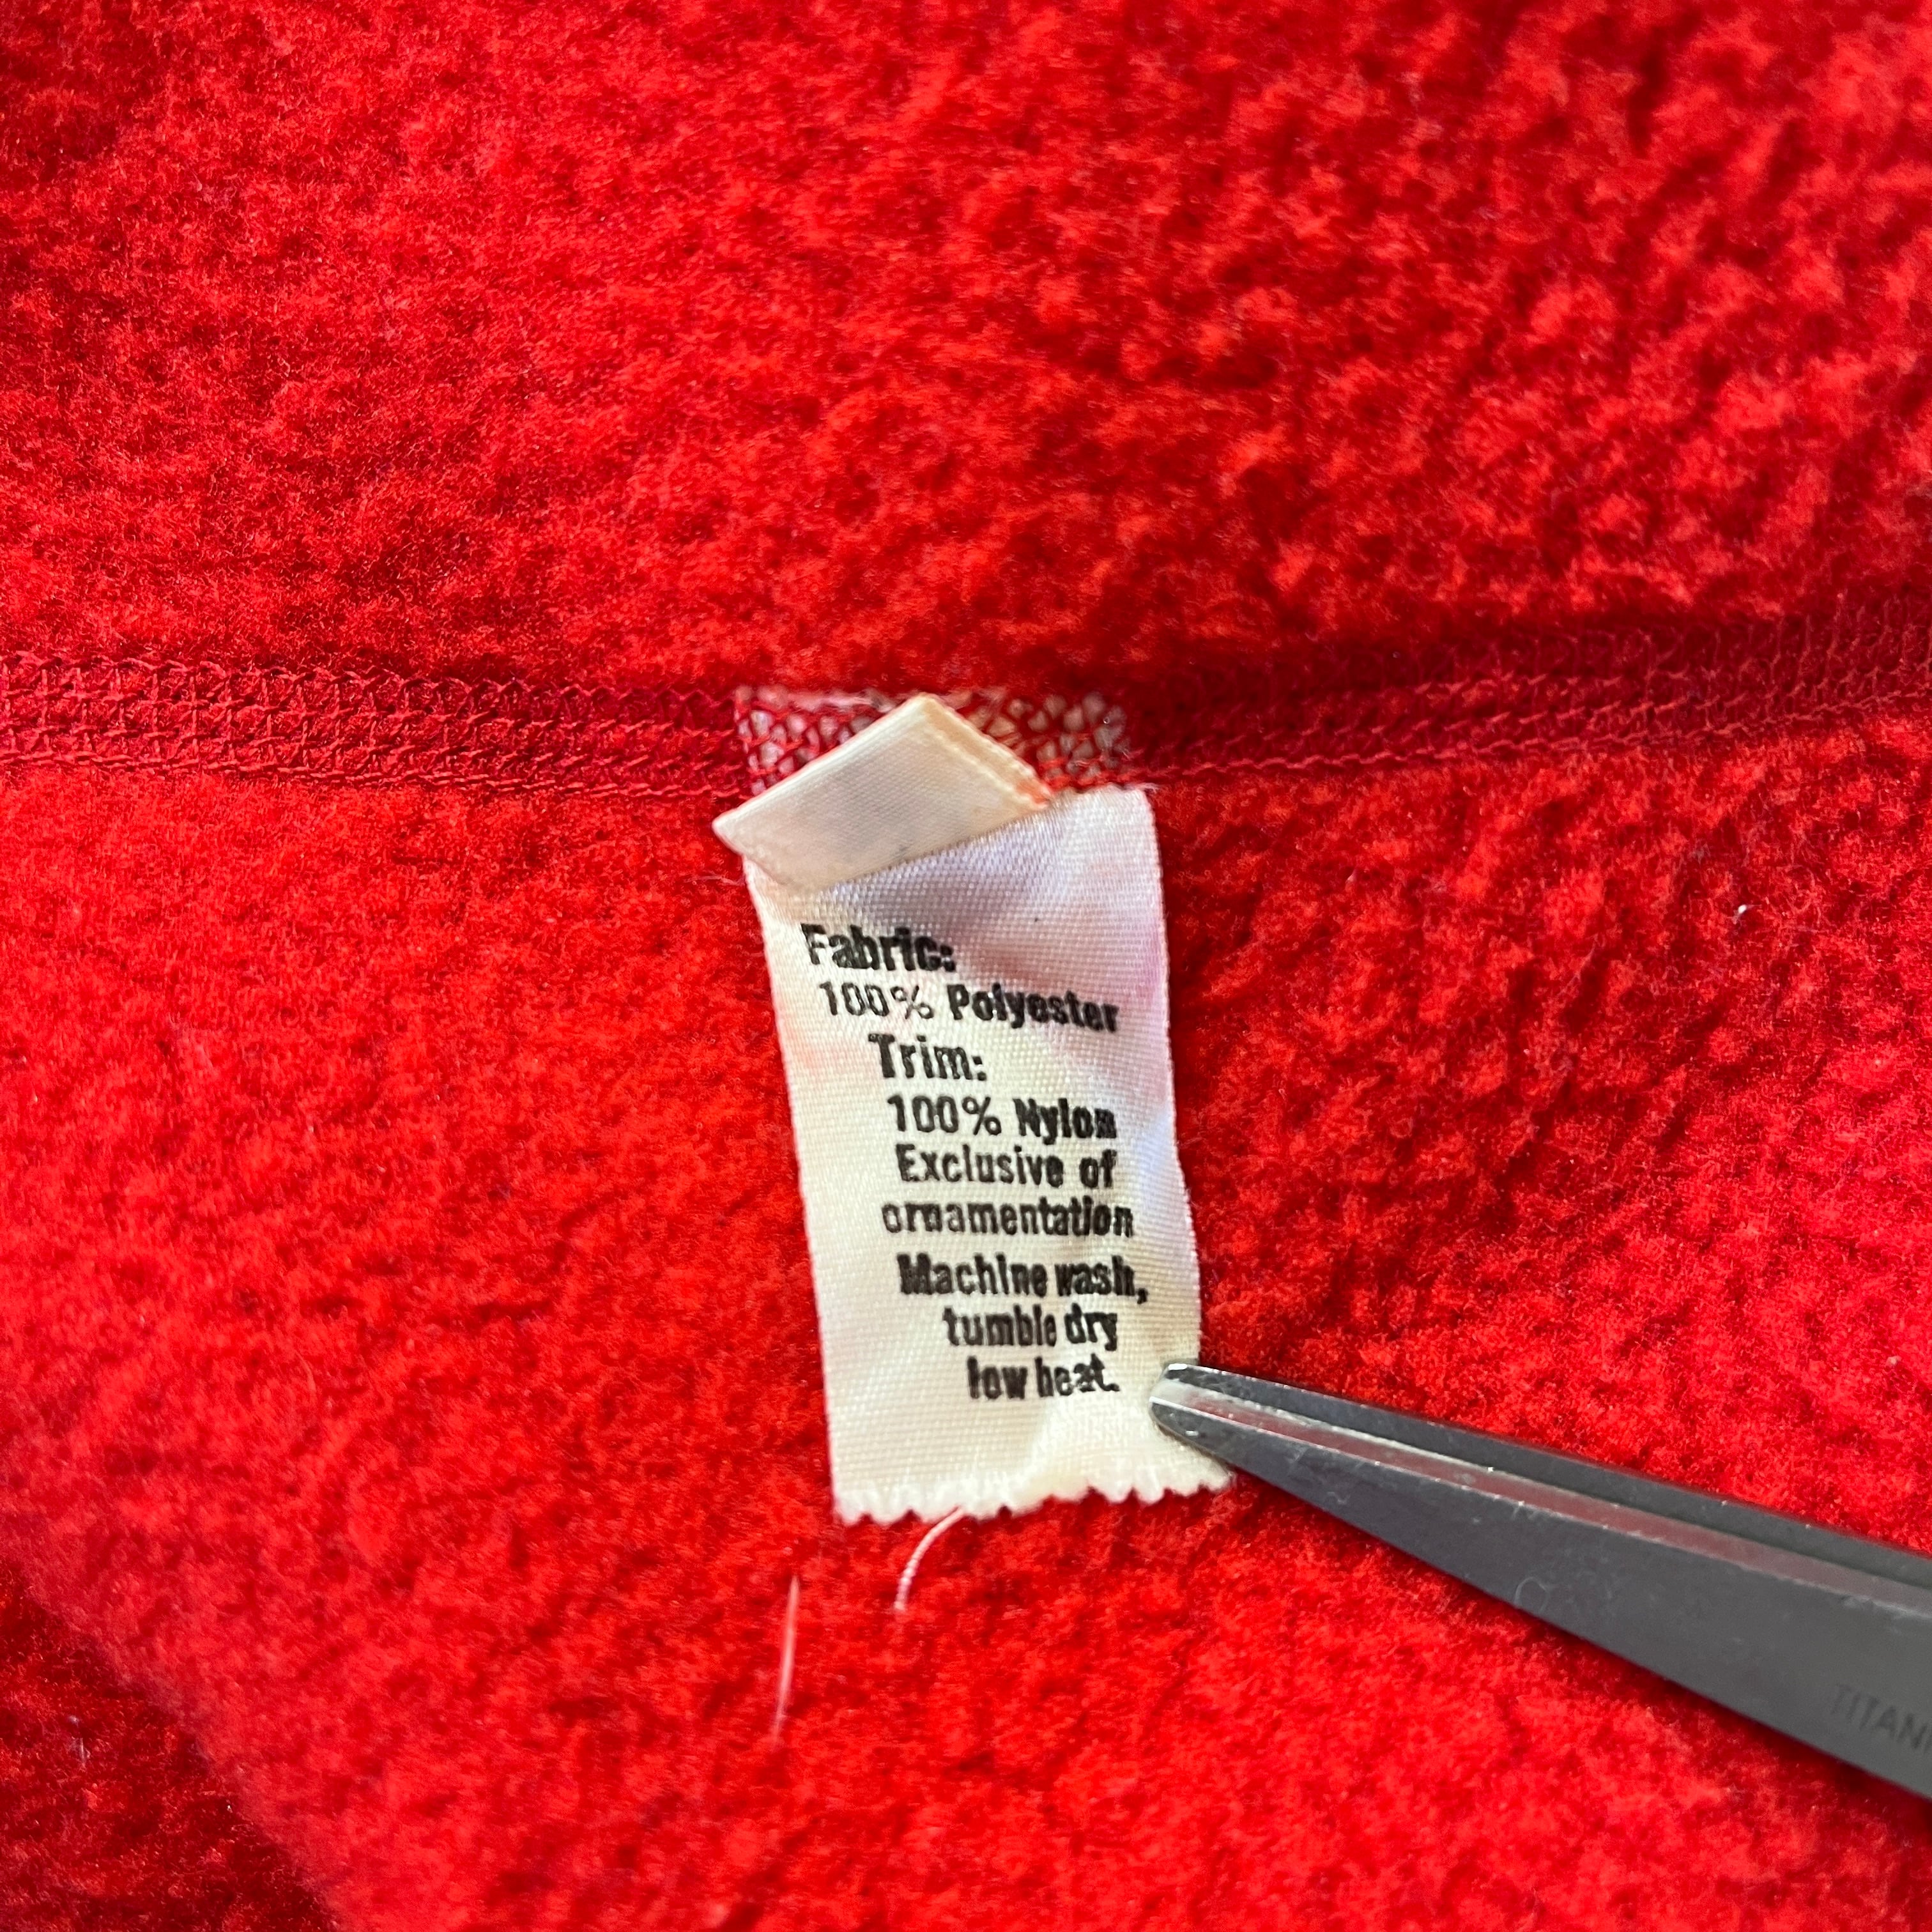 Fabric:
100% Polyester
Trim:
100% Nylon
Exclusive of
ornamentation
Machine wash,
tumble dry
low heat.